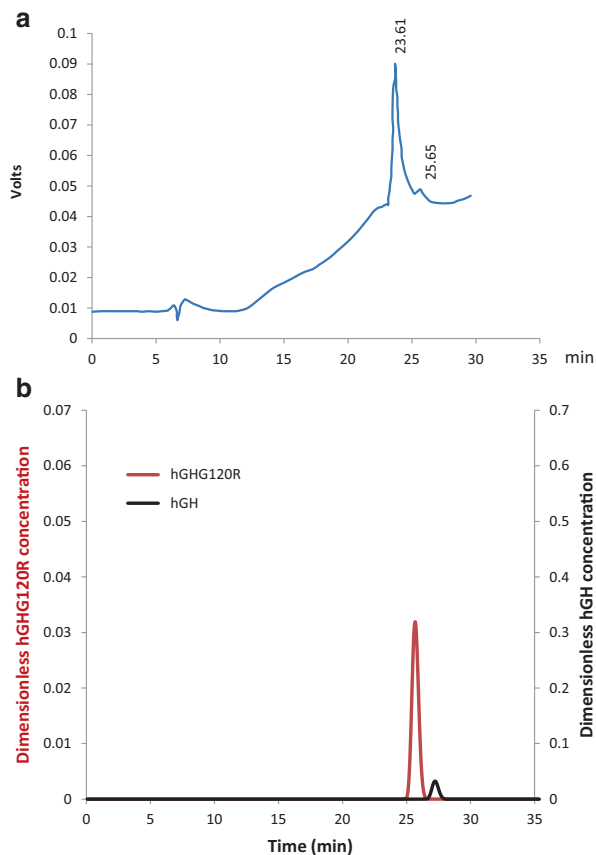 a
0.1
0.09
0.08
0.07
0.06
0.05
0.04
0.03
0.02
0.01
0
Volts
23.61
25.65
0 5 10 15 20 25 30 35 min
b
0.07
0.06
0.05
0.04
0.03
0.02
0.01
0
Dimensionless hGHG120R concentration
hGHG120R
hGH
0.7
0.6
0.5
0.4
0.3
0.2
0.1
0
Dimensionless hGH concentration
0 5 10 15 20 25 30 35
Time (min)